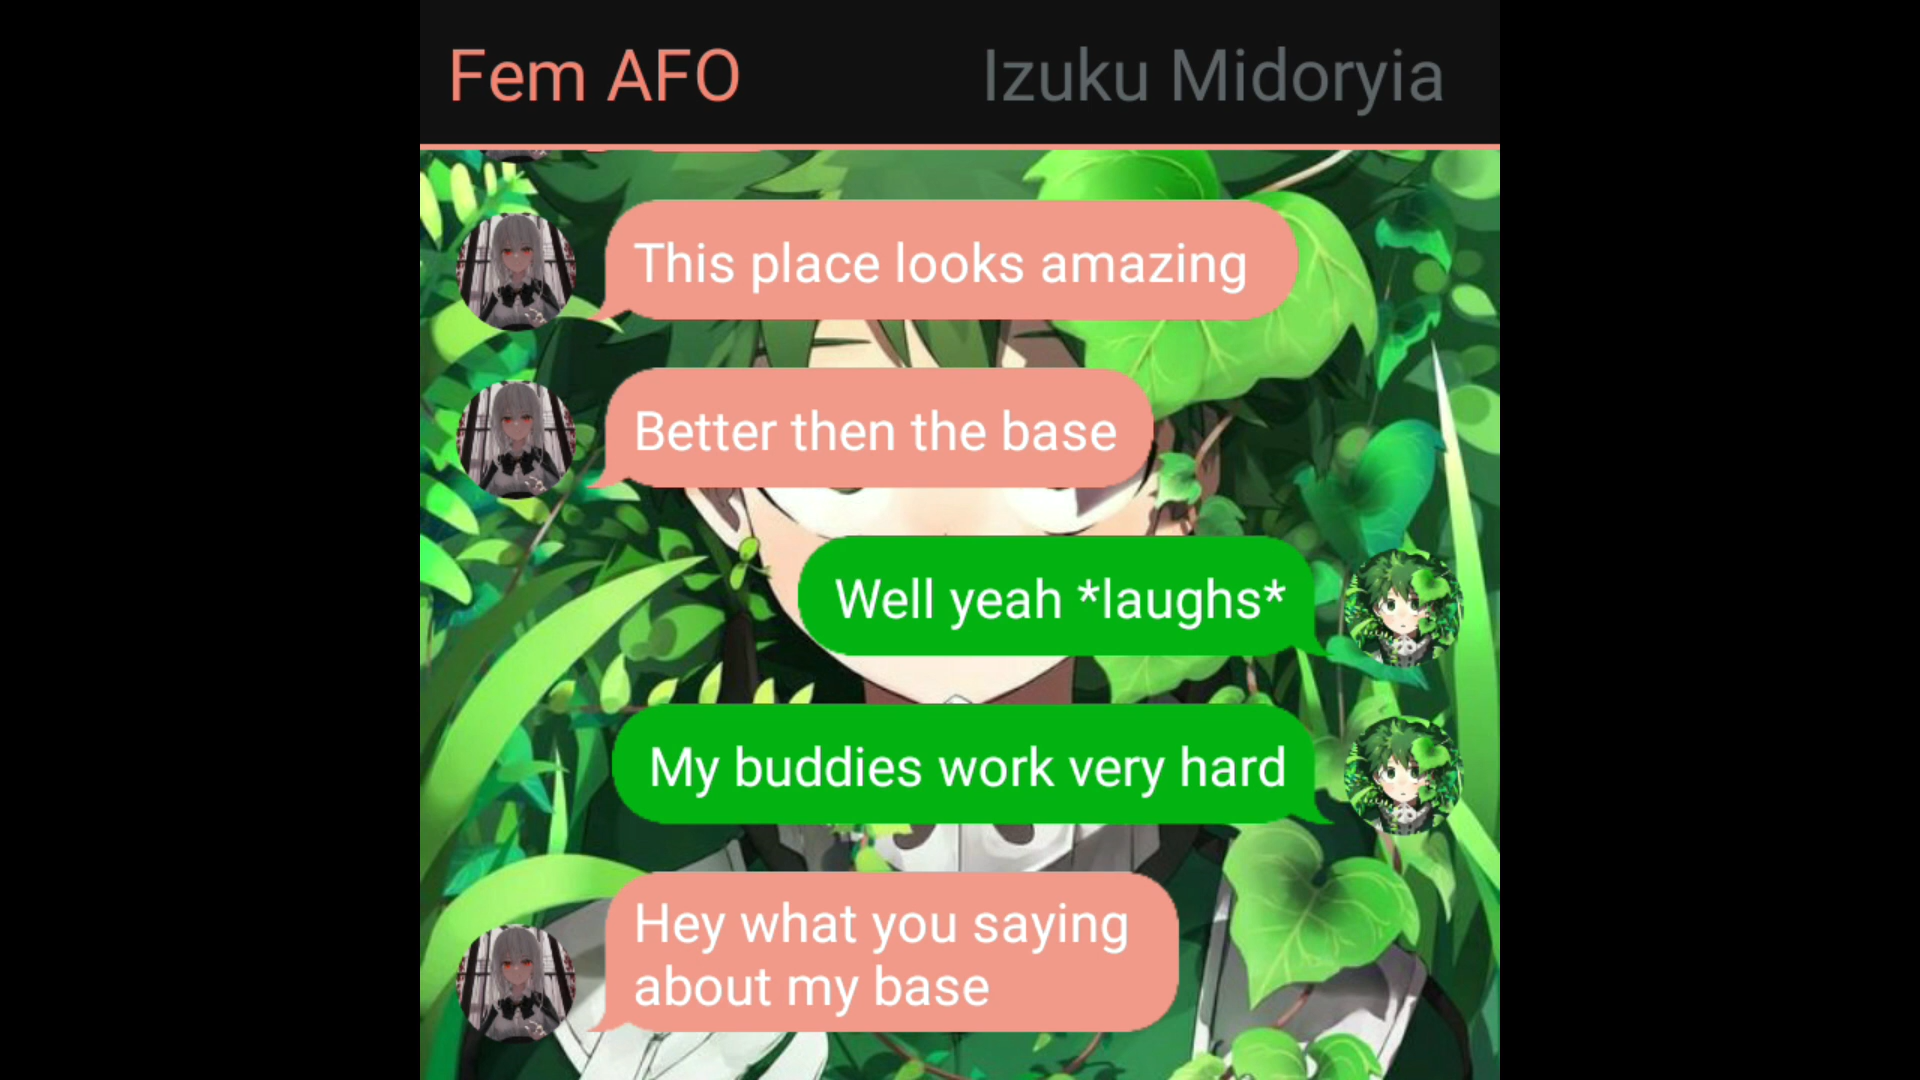 Fem AFO Izuku Midoryia
This place looks amazing
Better then the base
Well yeah *laughs*
My buddies work very hard
Hey what you saying
about my base